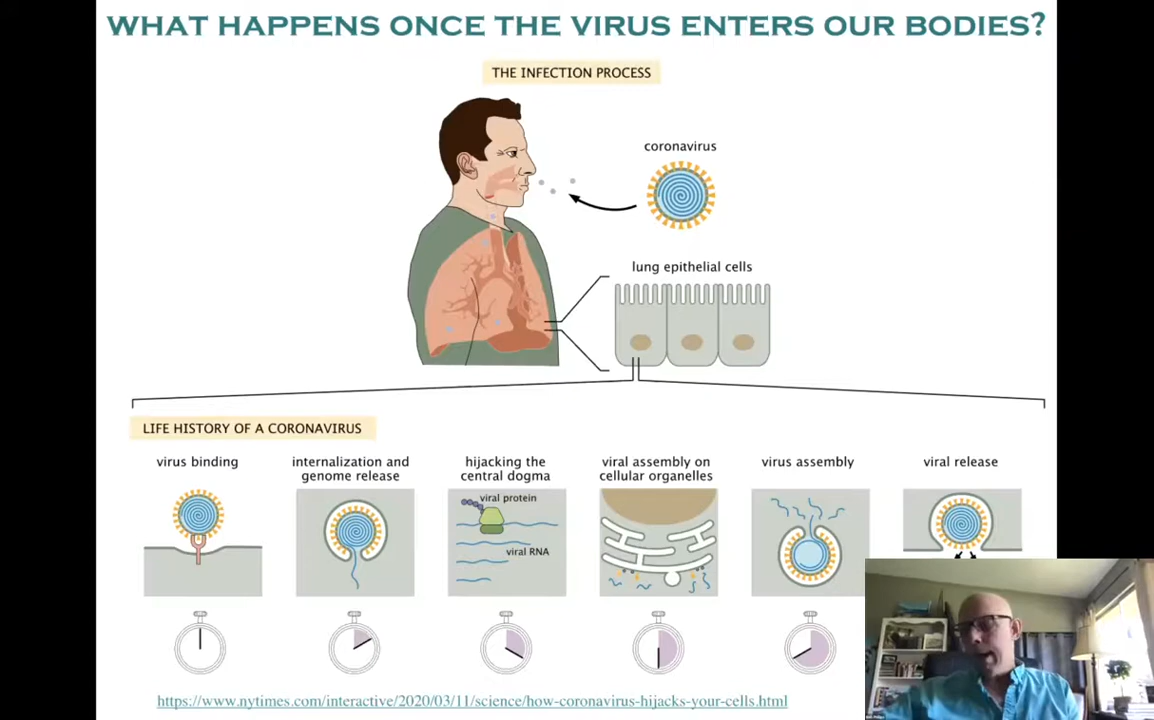 WHAT HAPPENS ONCE THE VIRUS ENTERS OUR BODIES?
THE INFECTION PROCESS
coronavirus
lung epithelial cells
LIFE HISTORY OF A CORONAVIRUS
virus binding
internalization and
genome release
hijacking the
central dogma
viral assembly on
cellular organelles
virus assembly
viral release
viral protein
viral RNA
https://www.nytimes.com/interactive/2020/03/11/science/how-coronavirus-hijacks-your-cells.html